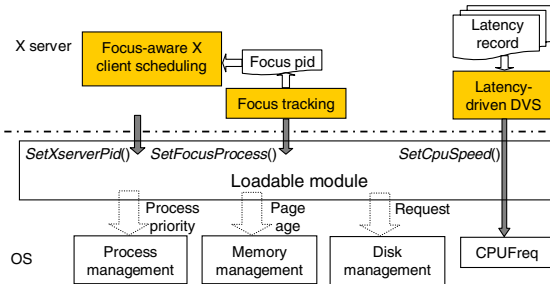 X server
Focus-aware X
client scheduling
Focus pid
Latency
record
Focus tracking
Latency-
driven DVS
SetXserverPid()
SetFocusProcess()
SetCpuSpeed()
Loadable module
Process
priority
Page
age
Request
OS
Process
management
Memory
management
Disk
management
CPUFreq